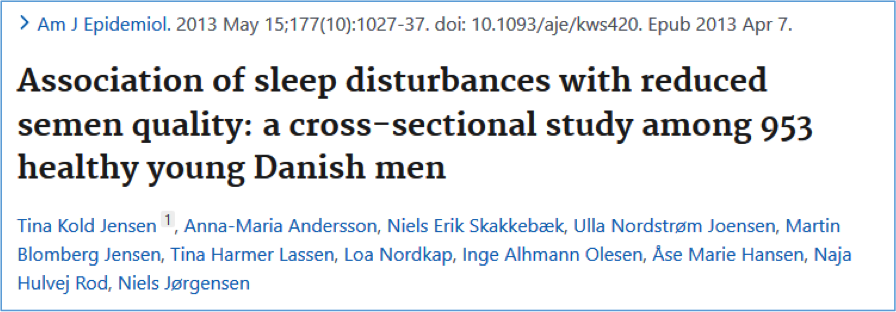 > Am J Epidemiol. 2013 May 15;177(10):1027-37. doi: 10.1093/aje/kws420. Epub 2013 Apr 7.
Association of sleep disturbances with reduced
semen quality: a cross-sectional study among 953
healthy young Danish men
Tina Kold Jensen 1, Anna-Maria Andersson, Niels Erik Skakkebæk, Ulla Nordstrøm Joensen, Martin
Blomberg Jensen, Tina Harmer Lassen, Loa Nordkap, Inge Alhmann Olesen, Åse Marie Hansen, Naja
Hulvej Rod, Niels Jørgensen